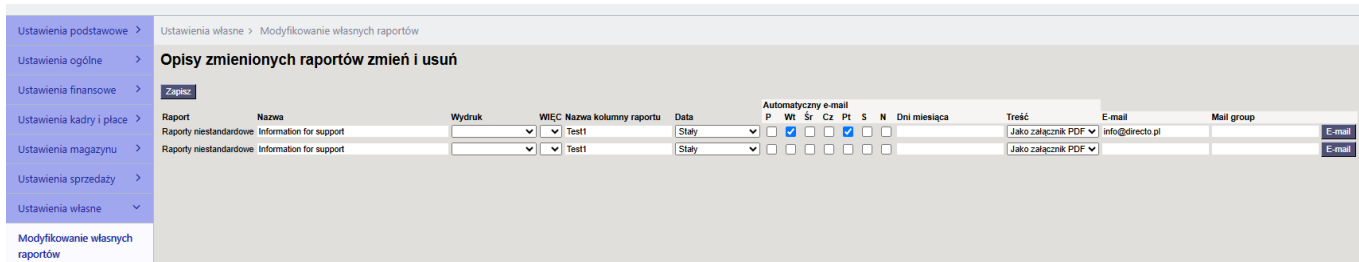 Ustawienia podstawowe >
Ustawienia własne > Modyfikowanie własnych raportów
Ustawienia ogólne >
Opisy zmienionych raportów zmień i usuń
Ustawienia finansowe >
Zapisz
Ustawienia kadry i płace >
Automatyczny e-mail
Raport Nazwa Wydruk WIĘC Nazwa kolumny raportu Data P Wt Śr Cz Pt S N Dni miesiąca Treść E-mail Mail group
Raporty niestandardowe Information for support Test1 Stały Jako załącznik PDF info@directo.pl E-mail
Raporty niestandardowe Information for support Test1 Stały Jako załącznik PDF E-mail
Ustawienia magazynu >
Ustawienia sprzedaży >
Ustawienia własne
Modyfikowanie własnych
raportów